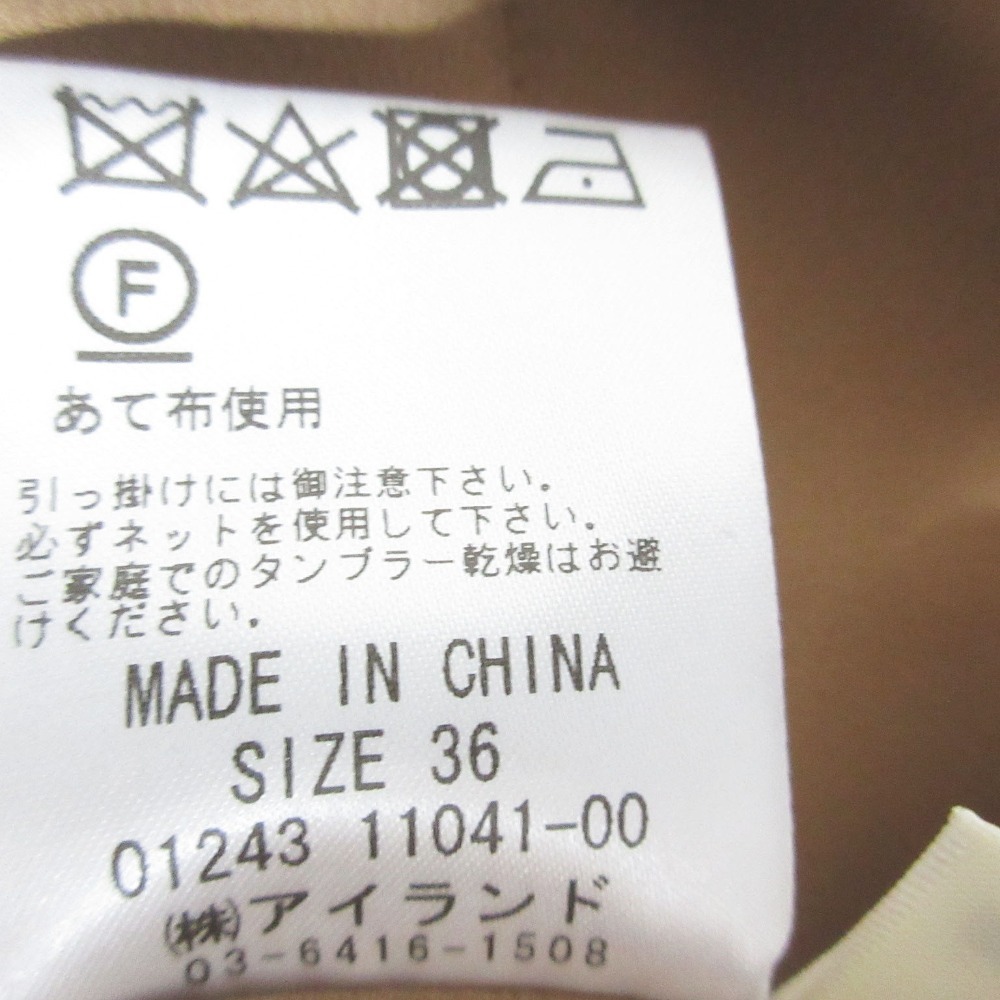 F
あて布使用
引っ掛けには御注意下さい。
必ずネットを使用して下さい。
ご家庭でのタンブラー乾燥はお避
けください。
MADE IN CHINA
SIZE 36
01243 11041-00
㈱アイランド
03-6416-1508